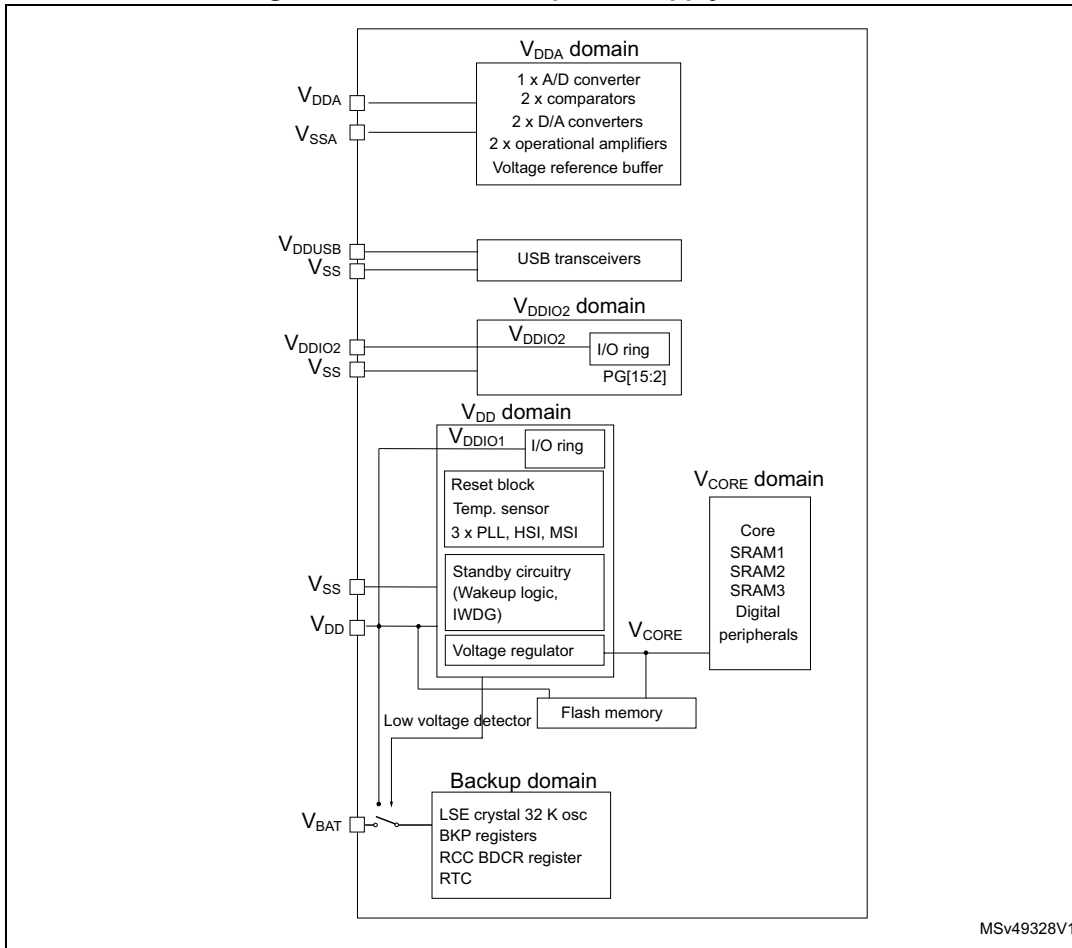 VDDA domain
1 x A/D converter
2 x comparators
2 x D/A converters
2 x operational amplifiers
Voltage reference buffer
VDDA
VSSA
VDDUSB
VSS
USB transceivers
VDDIO2 domain
VDDIO2
VSS
VDDIO2
I/O ring
PG[15:2]
VDD domain
VDDIO1
I/O ring
Reset block
Temp. sensor
3 x PLL, HSI, MSI
Standby circuitry
(Wakeup logic,
IWDG)
Voltage regulator
VSS
VDD
VCORE
VCORE domain
Core
SRAM1
SRAM2
SRAM3
Digital
peripherals
Flash memory
Low voltage detector
Backup domain
VBAT
LSE crystal 32 K osc
BKP registers
RCC BDCR register
RTC
MSv49328V1